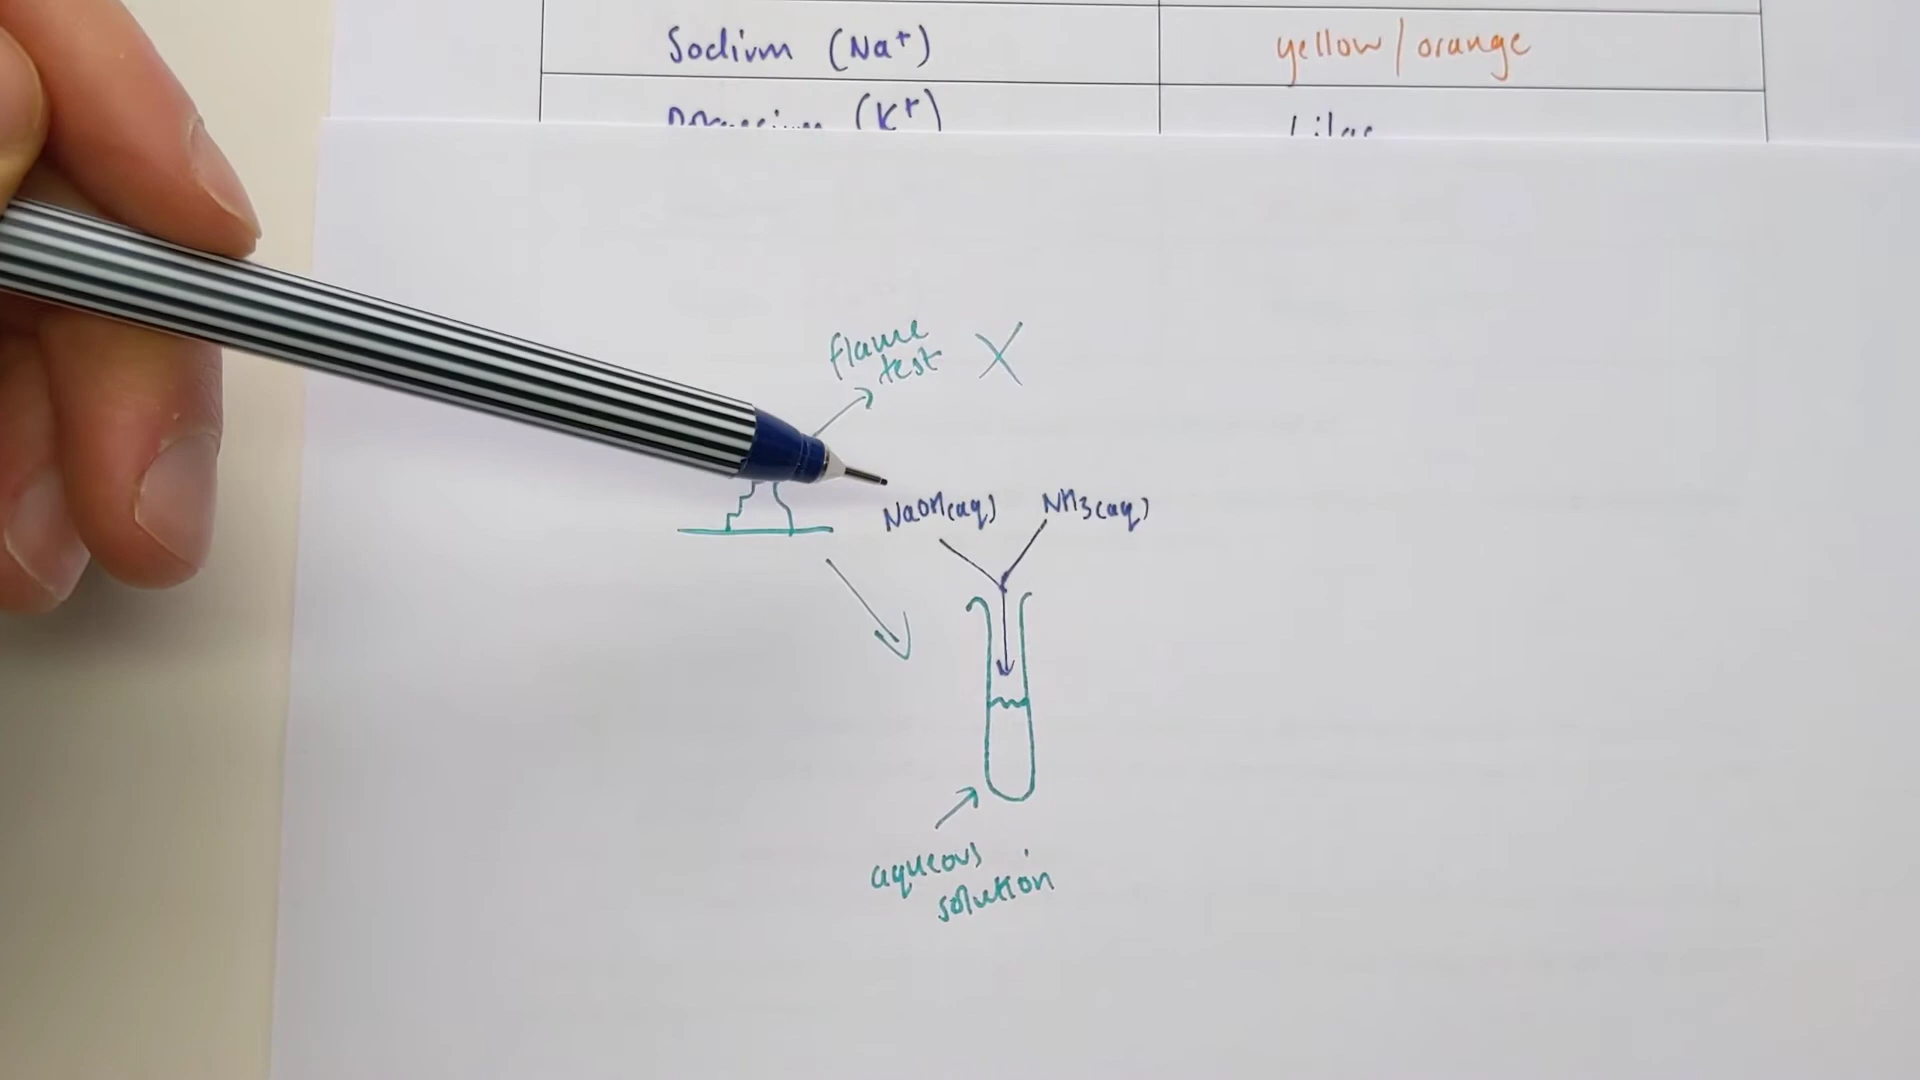 Sodium (Na+)
yellow/orange
(K+)
flame
test X
NaOH(aq)
NH3(aq)
aqueous
solution